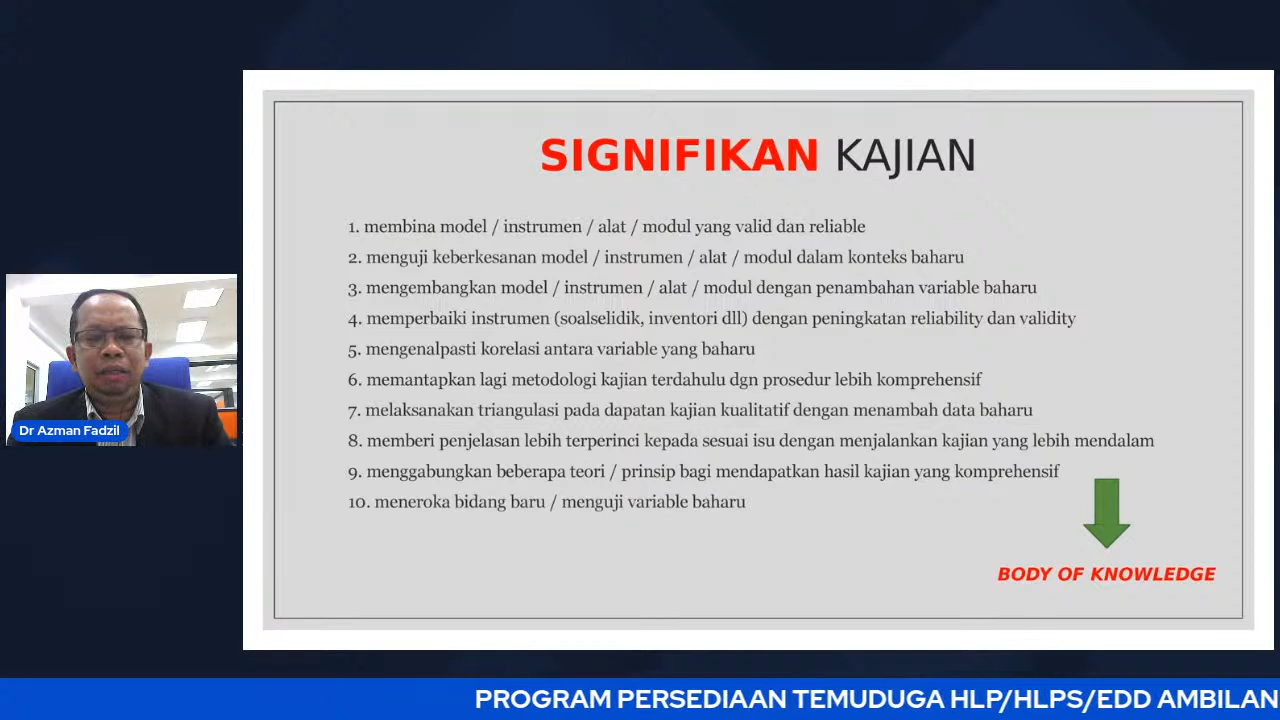 SIGNIFIKAN KAJIAN
1. membina model / instrumen / alat / modul yang valid dan reliable
2. menguji keberkesanan model / instrumen / alat / modul dalam konteks baharu
3. mengembangkan model / instrumen / alat / modul dengan penambahan variable baharu
4. memperbaiki instrumen (soalselidik, inventori dll) dengan peningkatan reliability dan validity
5. mengenalpasti korelasi antara variable yang baharu
6. memantapkan lagi metodologi kajian terdahulu dgn prosedur lebih komprehensif
7. melaksanakan triangulasi pada dapatan kajian kualitatif dengan menambah data baharu
8. memberi penjelasan lebih terperinci kepada sesuai isu dengan menjalankan kajian yang lebih mendalam
9. menggabungkan beberapa teori / prinsip bagi mendapatkan hasil kajian yang komprehensif
10. meneroka bidang baru / menguji variable baharu
BODY OF KNOWLEDGE
Dr Azman Fadzil
PROGRAM PERSEDIAAN TEMUDUGA HLP/HLPS/EDD AMBILAN